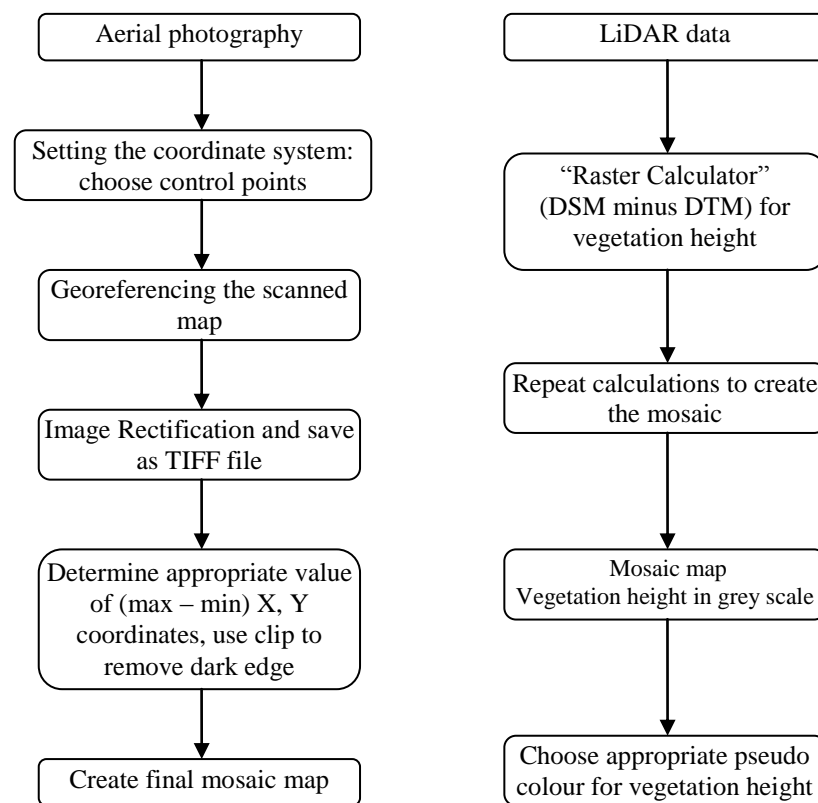 Aerial photography
Setting the coordinate system:
choose control points
Georeferencing the scanned
map
Image Rectification and save
as TIFF file
Determine appropriate value
of (max – min) X, Y
coordinates, use clip to
remove dark edge
Create final mosaic map
LiDAR data
“Raster Calculator”
(DSM minus DTM) for
vegetation height
Repeat calculations to create
the mosaic
Mosaic map
Vegetation height in grey scale
Choose appropriate pseudo
colour for vegetation height